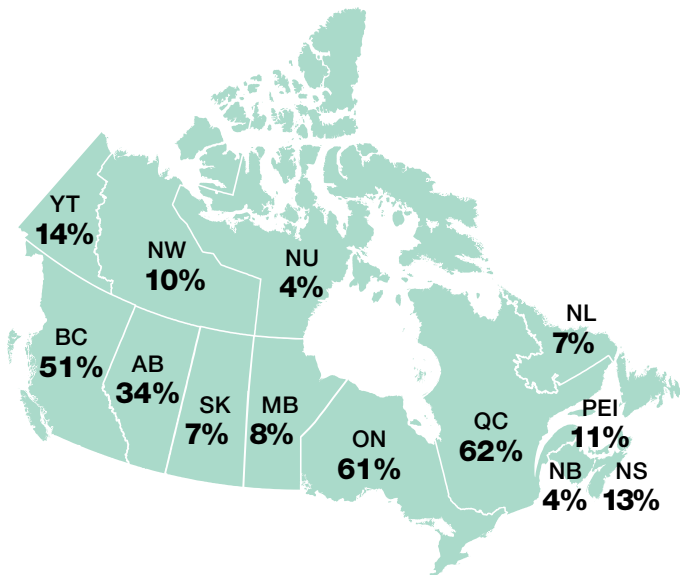 YT
14%
NW
10%
NU
4%
NL
7%
BC
51%
AB
34%
SK
7%
MB
8%
ON
61%
QC
62%
PEI
11%
NB
4%
NS
13%